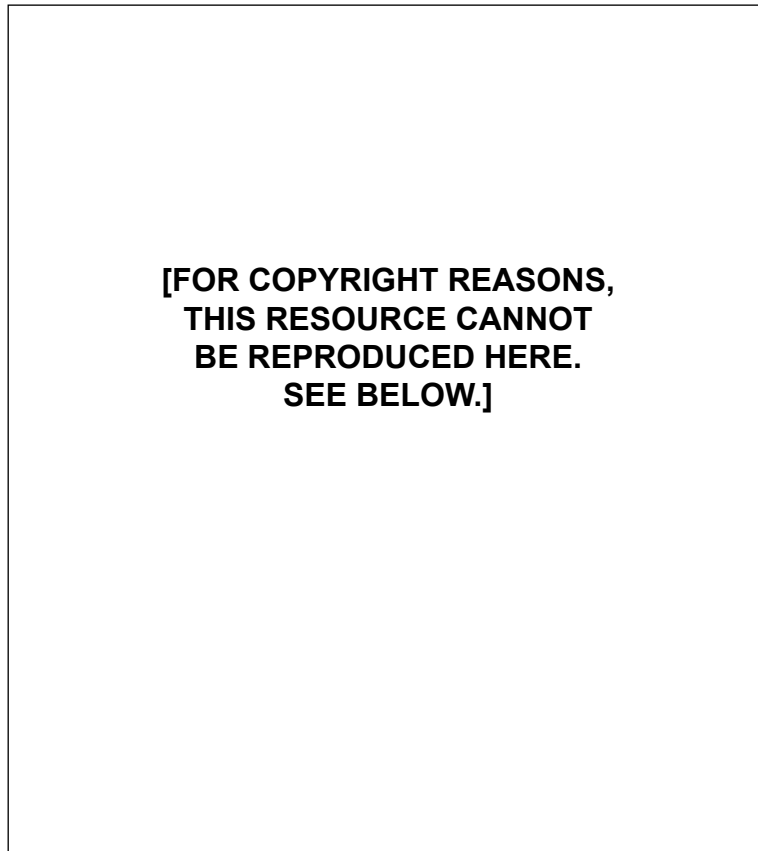 [FOR COPYRIGHT REASONS,
THIS RESOURCE CANNOT
BE REPRODUCED HERE.
SEE BELOW.]